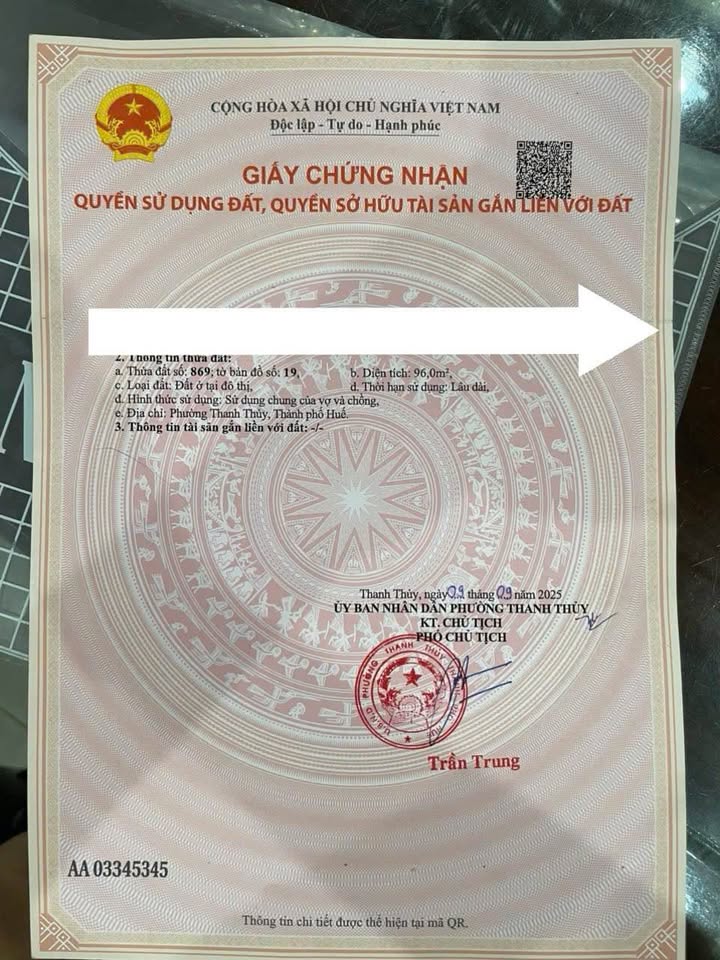 CỘNG HÒA XÃ HỘI CHỦ NGHĨA VIỆT NAM
Độc lập - Tự do - Hạnh phúc
GIẤY CHỨNG NHẬN
QUYỀN SỬ DỤNG ĐẤT, QUYỀN SỞ HỮU TÀI SẢN GẮN LIỀN VỚI ĐẤT
2. Thông tin thửa đất:
a. Thửa đất số: 869; tờ bản đồ số: 19, b. Diện tích: 96,0m²,
c. Loại đất: Đất ở tại đô thị, d. Thời hạn sử dụng: Lâu dài,
đ. Hình thức sử dụng: Sử dụng chung của vợ và chồng,
e. Địa chỉ: Phường Thanh Thủy, Thành phố Huế.
3. Thông tin tài sản gắn liền với đất: -/-
Thanh Thủy, ngày 09 tháng 09 năm 2025
ỦY BAN NHÂN DÂN PHƯỜNG THANH THỦY
KT. CHỦ TỊCH
PHÓ CHỦ TỊCH
U.B.N.D PHƯỜNG THANH THỦY
Trần Trung
AA 03345345
Thông tin chi tiết được thể hiện tại mã QR.